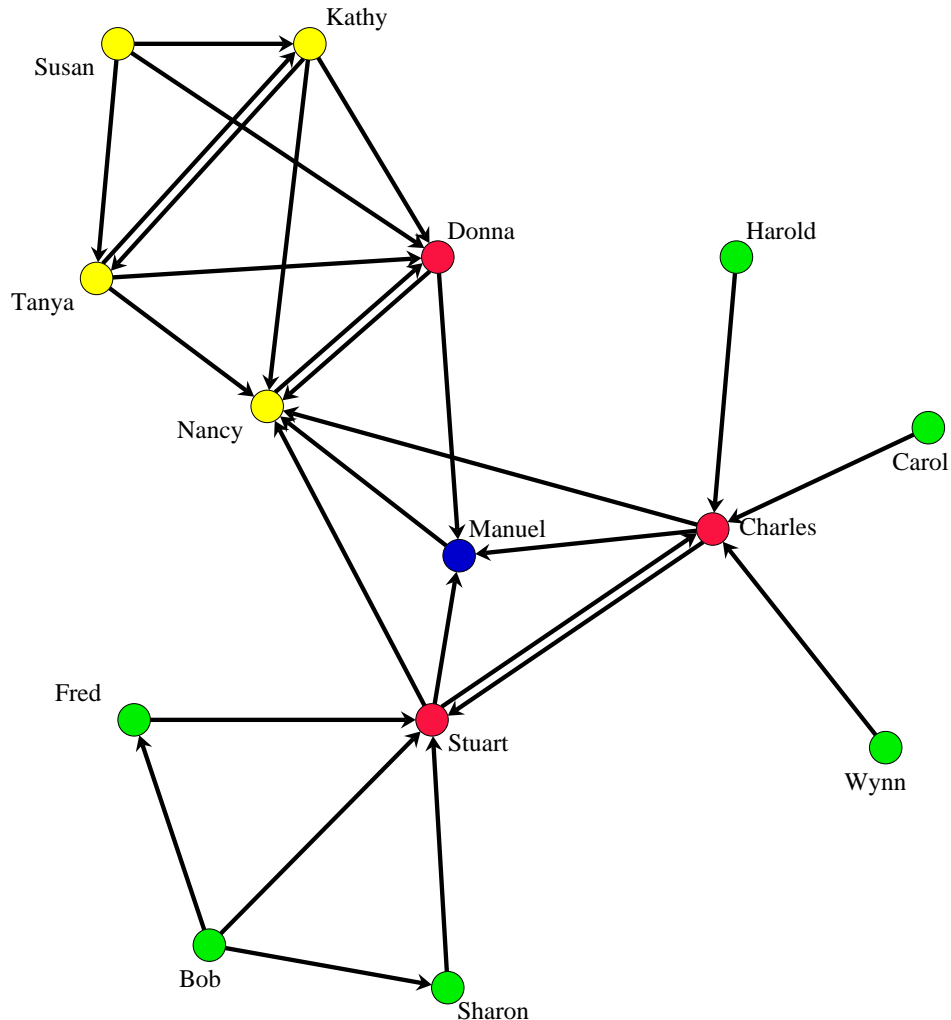 Kathy
Susan
Donna
Harold
Tanya
Nancy
Carol
Manuel
Charles
Fred
Stuart
Wynn
Bob
Sharon